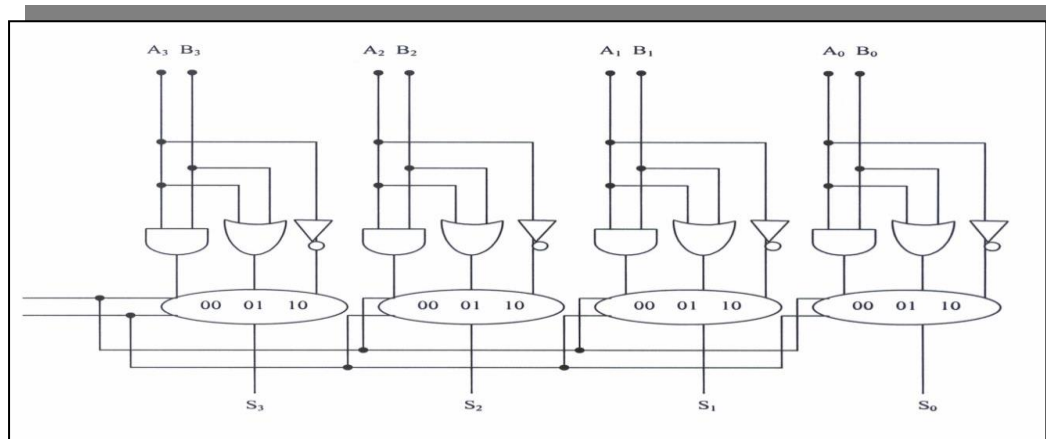 A₃ B₃ A₂ B₂ A₁ B₁ A₀ B₀
00 01 10 00 01 10 00 01 10 00 01 10
S₃ S₂ S₁ S₀